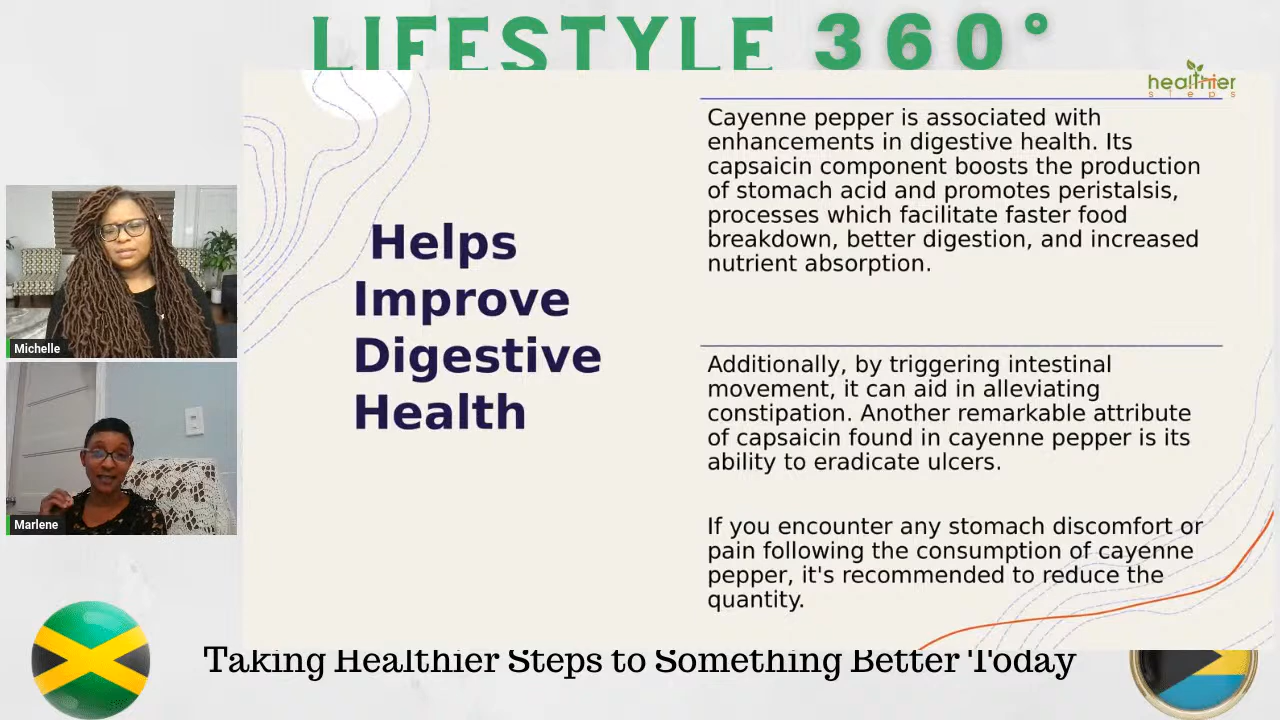 LIFESTYLE 360°
healthier
steps
Cayenne pepper is associated with
enhancements in digestive health. Its
capsaicin component boosts the production
of stomach acid and promotes peristalsis,
processes which facilitate faster food
breakdown, better digestion, and increased
nutrient absorption.
Helps
Improve
Digestive
Health
Additionally, by triggering intestinal
movement, it can aid in alleviating
constipation. Another remarkable attribute
of capsaicin found in cayenne pepper is its
ability to eradicate ulcers.
If you encounter any stomach discomfort or
pain following the consumption of cayenne
pepper, it's recommended to reduce the
quantity.
Michelle
Marlene
Taking Healthier Steps to Something Better Today